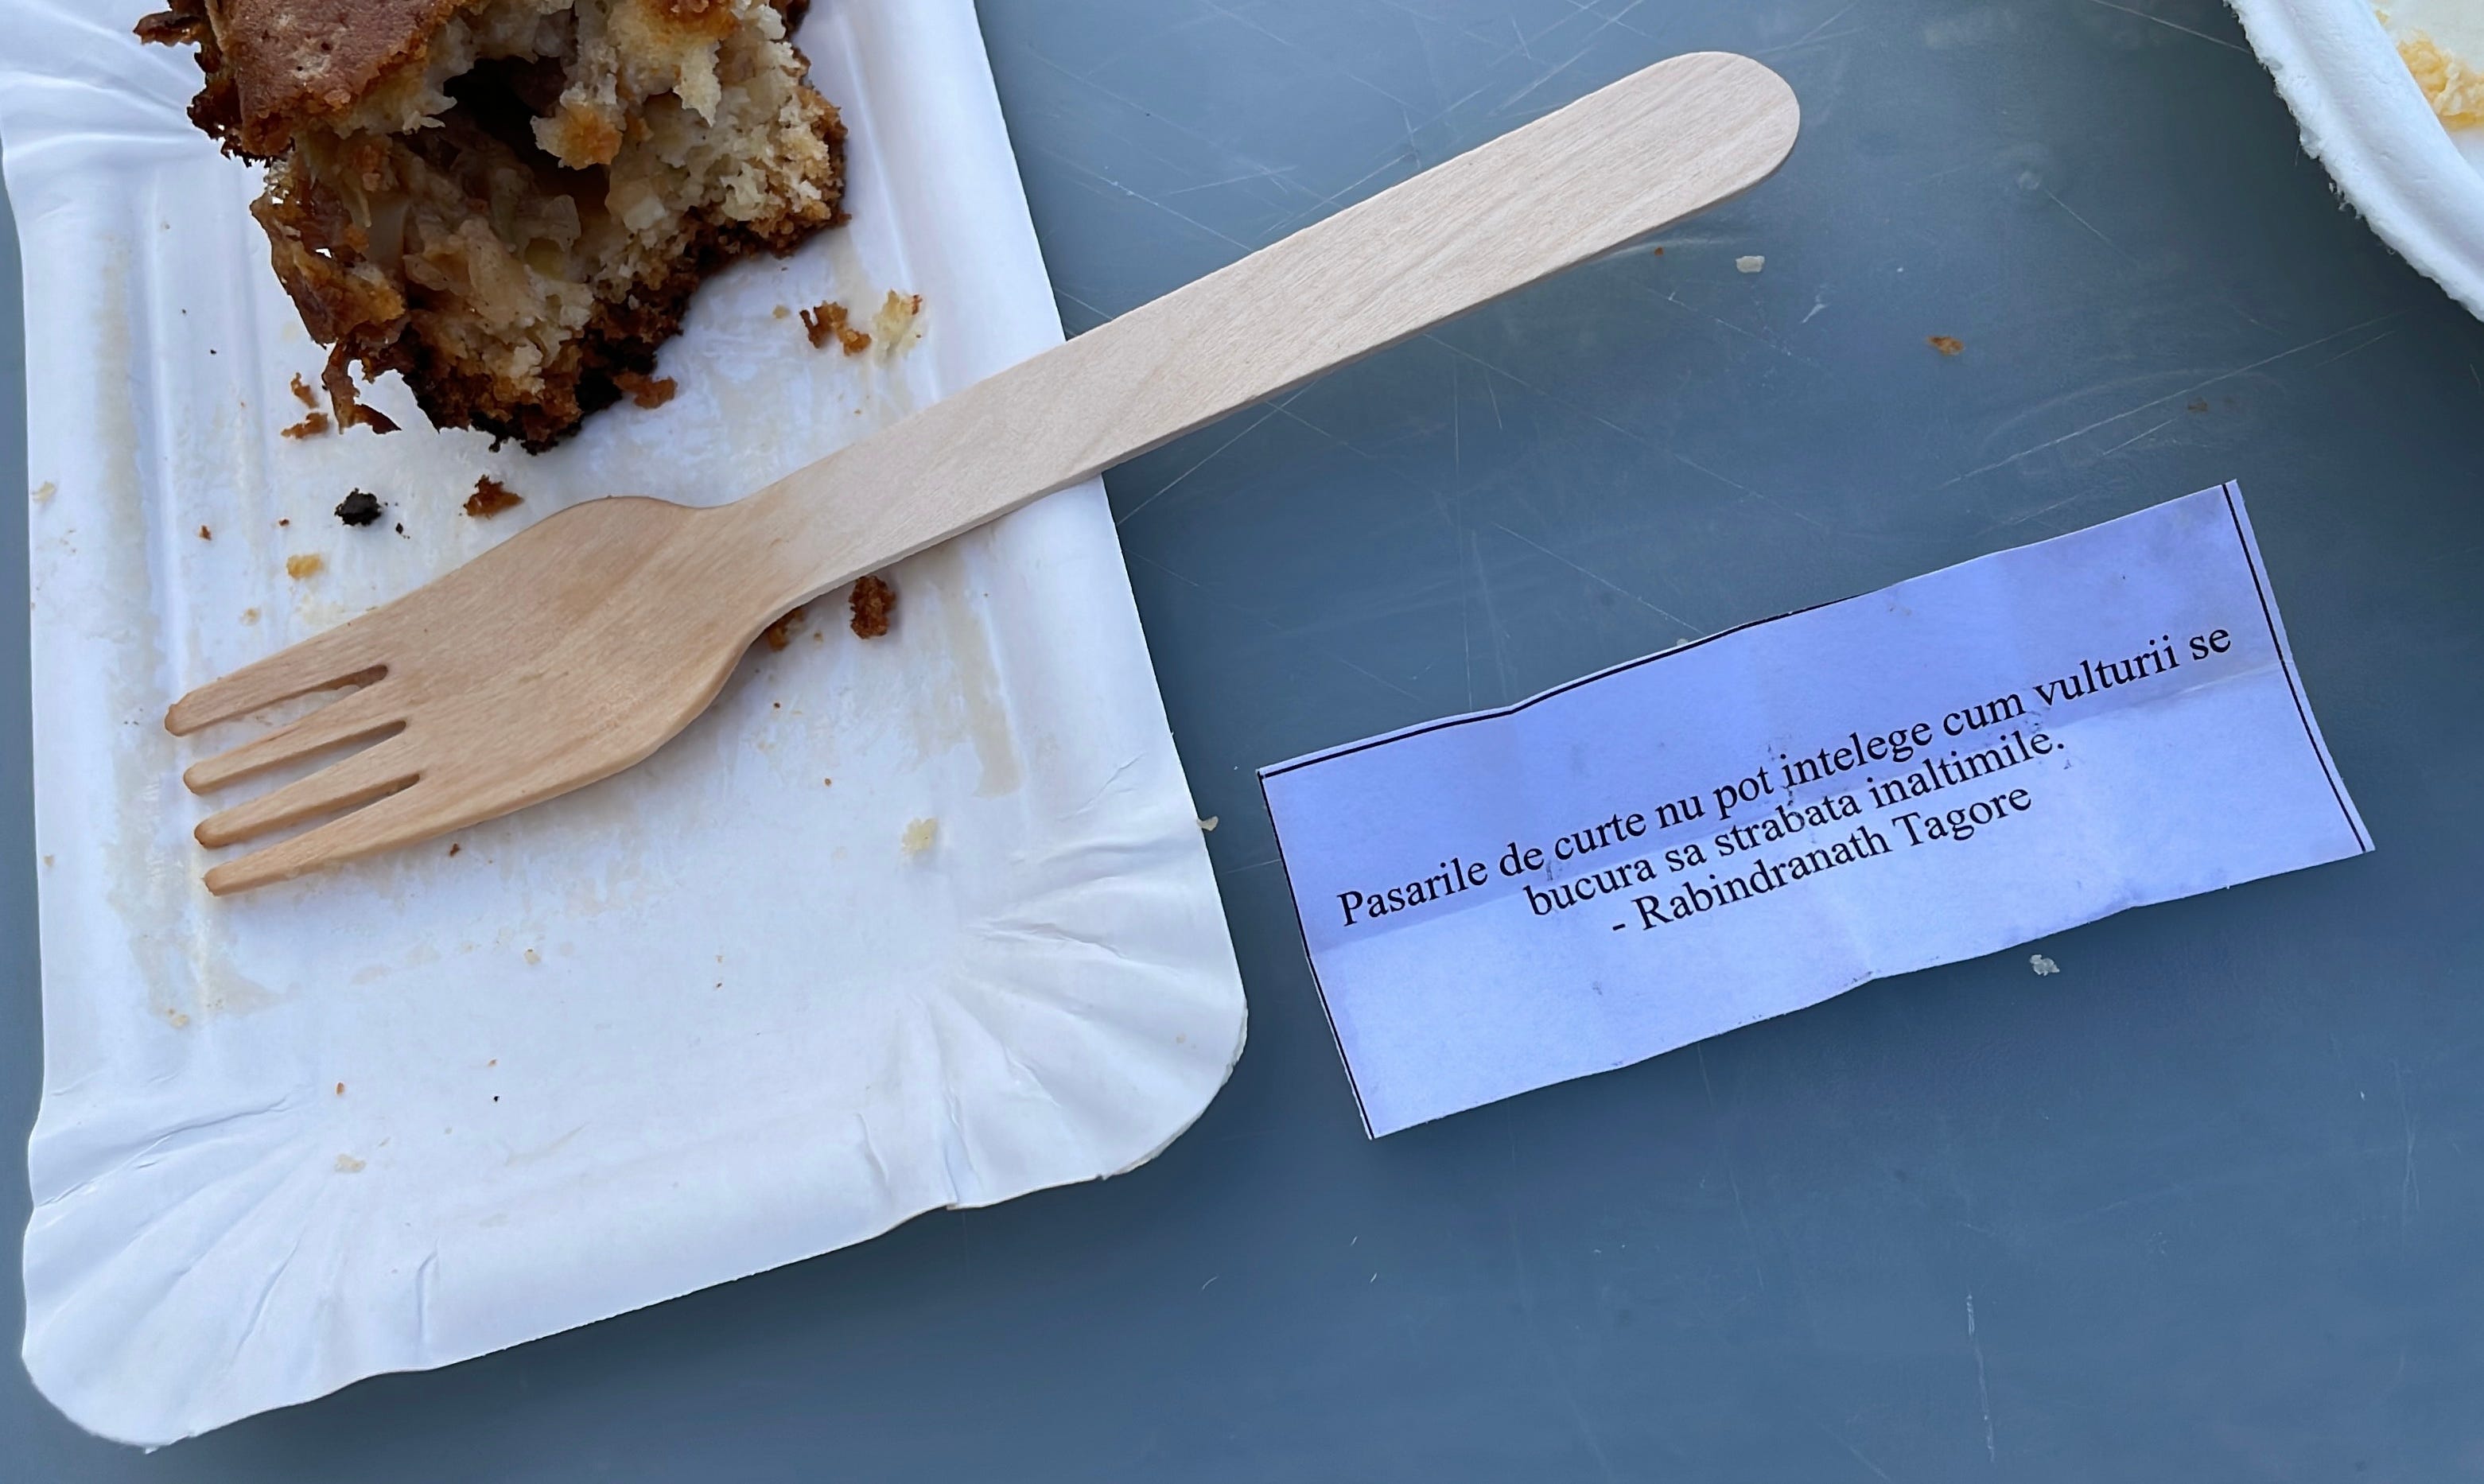 Pasarile de curte nu pot intelege cum vulturii se
bucura sa strabata inaltimile.
- Rabindranath Tagore